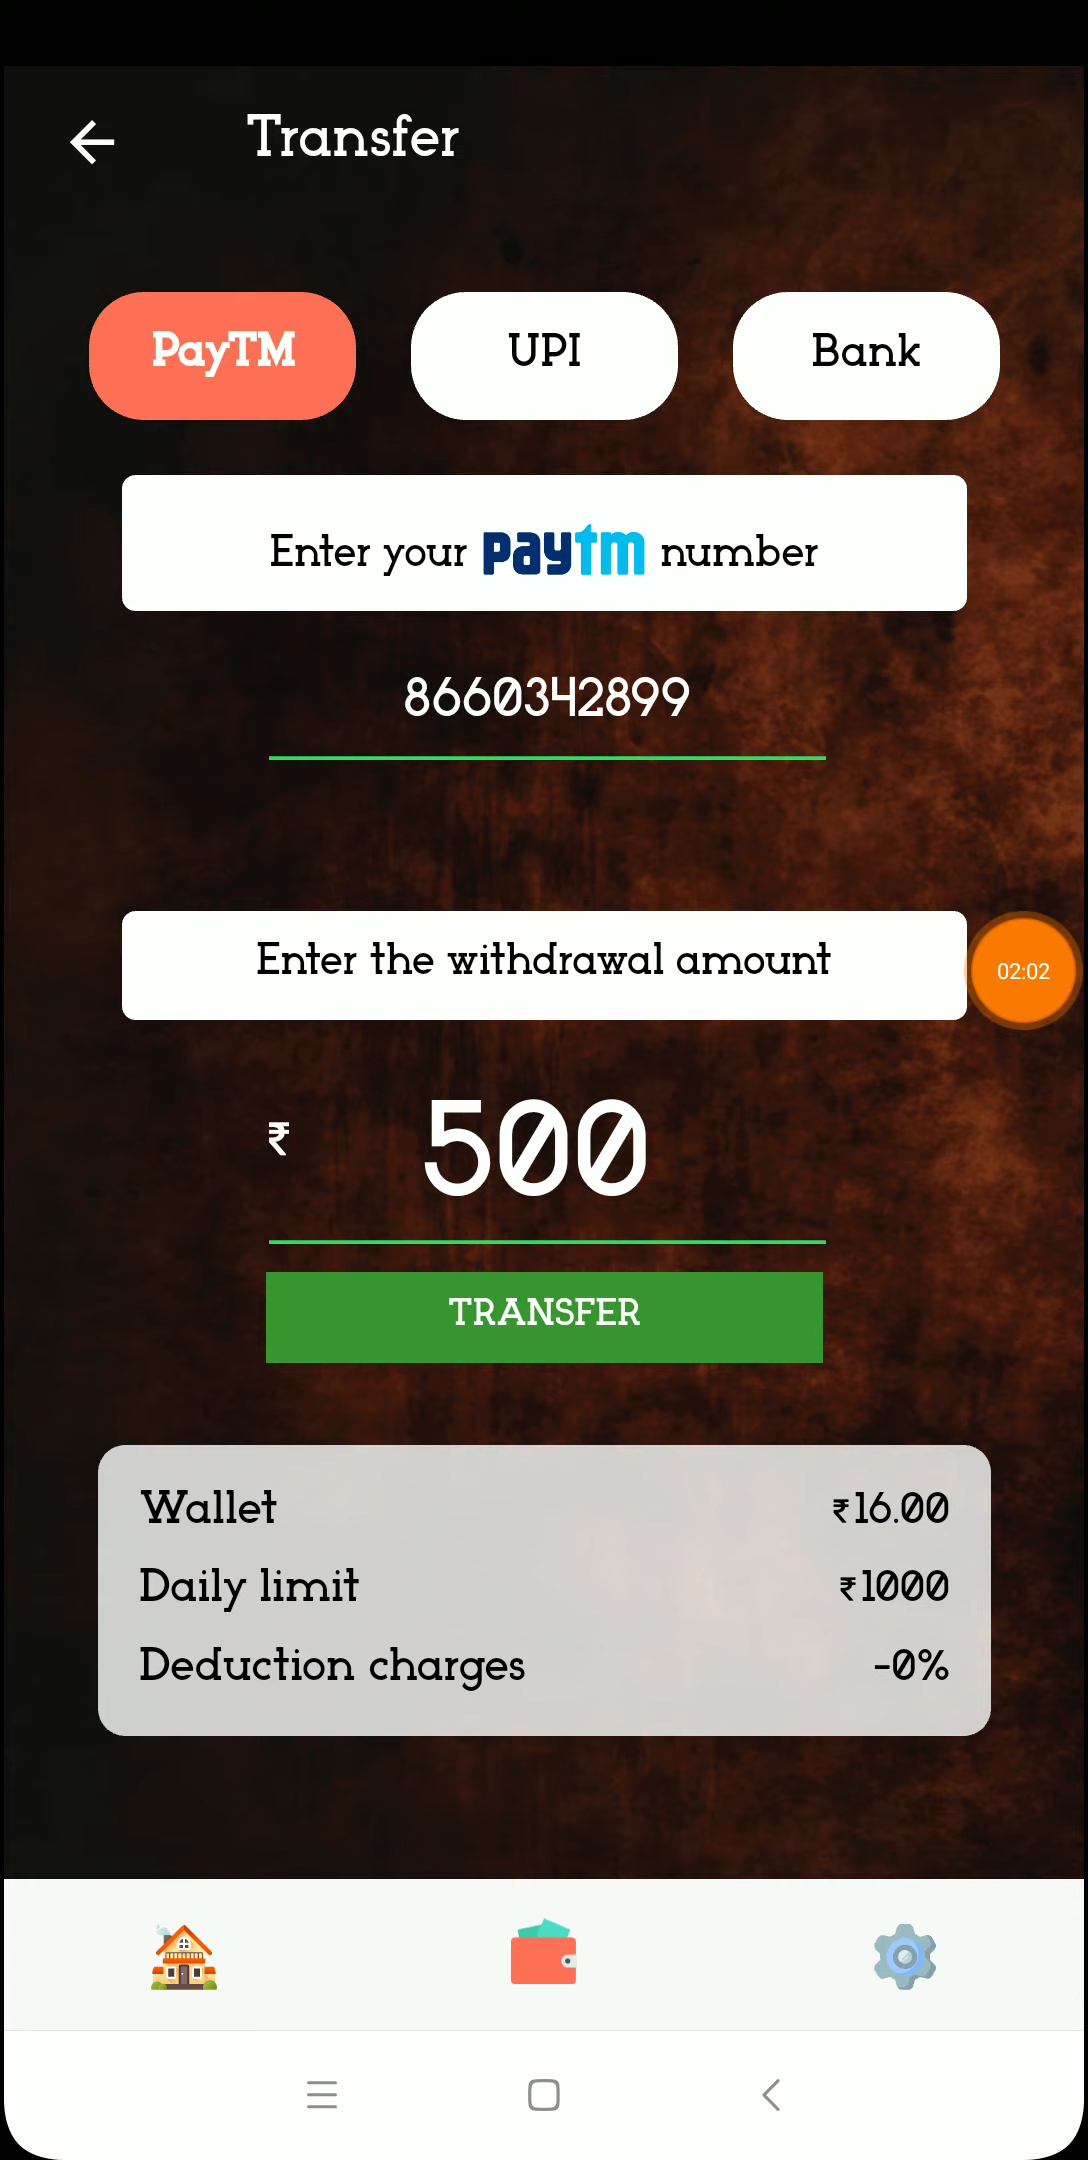 Transfer
PayTM UPI Bank
Enter your paytm number
8660342899
Enter the withdrawal amount
02:02
₹ 500
TRANSFER
Wallet ₹16.00
Daily limit ₹1000
Deduction charges -0%